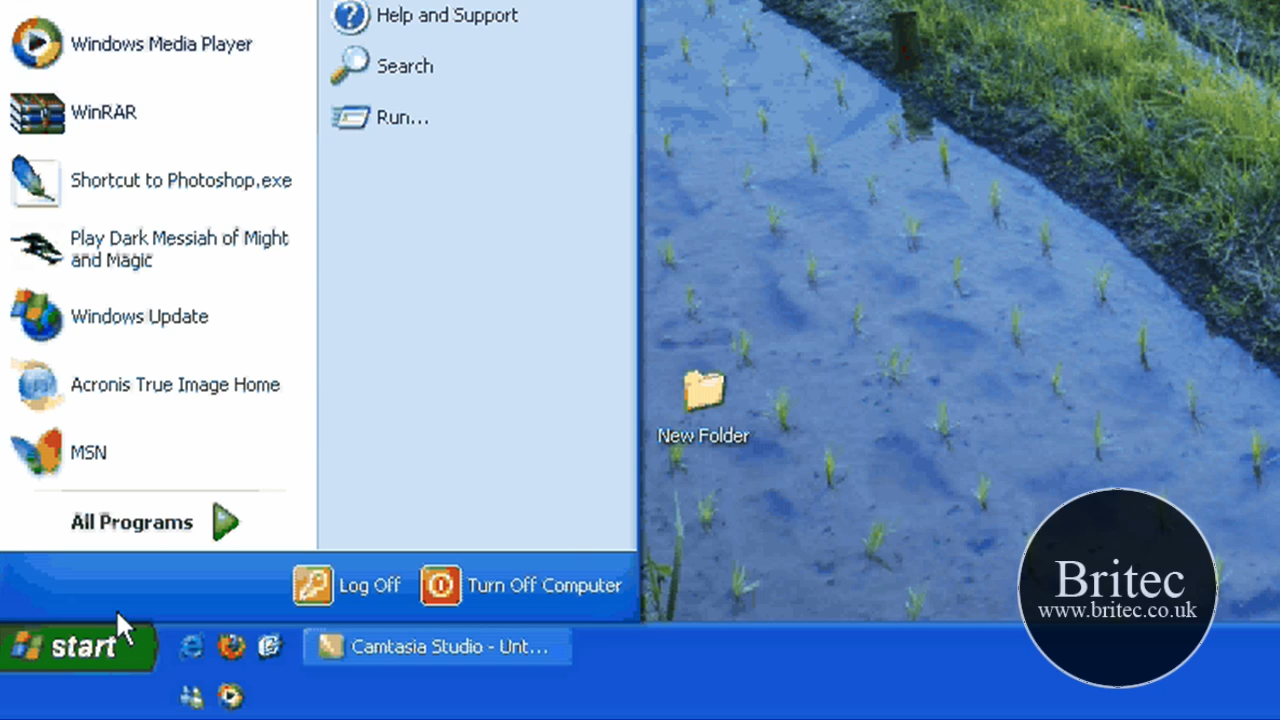 Windows Media Player
WinRAR
Shortcut to Photoshop.exe
Play Dark Messiah of Might
and Magic
Windows Update
Acronis True Image Home
MSN
All Programs
Help and Support
Search
Run...
New Folder
Log Off
Turn Off Computer
start
Camtasia Studio - Unt...
Britec
www.britec.co.uk